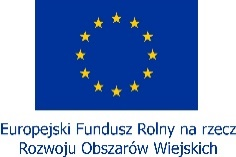 Europejski Fundusz Rolny na rzecz
Rozwoju Obszarów Wiejskich